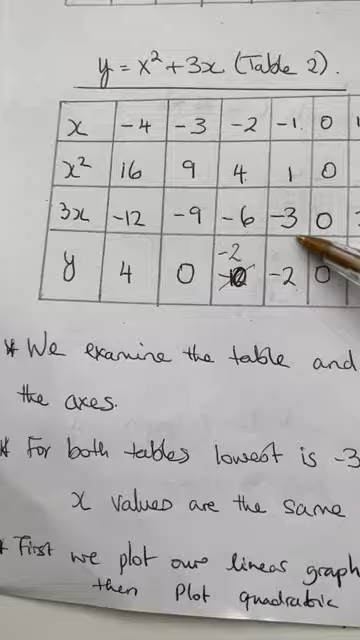 y = x² + 3x (Table 2).
x -4 -3 -2 -1 0
x² 16 9 4 1 0
3x -12 -9 -6 -3 0
-2
y 4 0 -2 0
* We examine the table and
the axes.
* For both tables lowest is -3
x values are the same
* First we plot our linear graph
then Plot quadratic